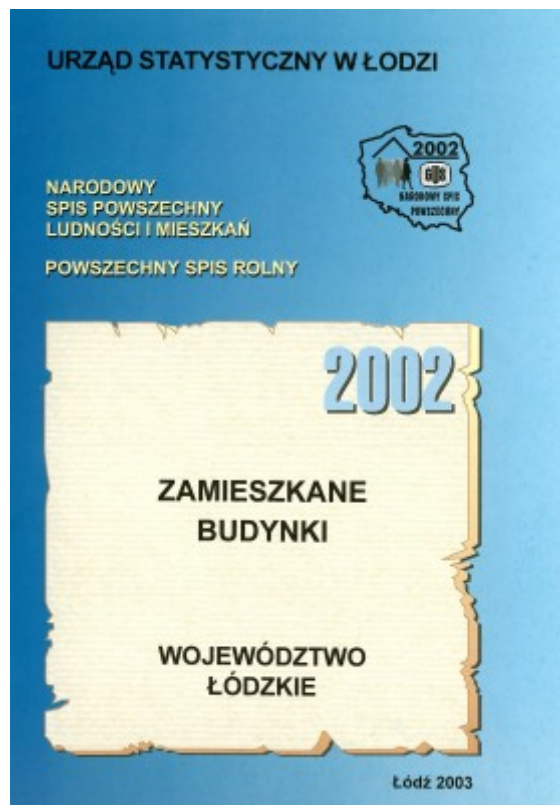 URZĄD STATYSTYCZNY W ŁODZI
2002
GUS
NARODOWY SPIS
POWSZECHNY
NARODOWY
SPIS POWSZECHNY
LUDNOŚCI I MIESZKAŃ
POWSZECHNY SPIS ROLNY
2002
ZAMIESZKANE
BUDYNKI
WOJEWÓDZTWO
ŁÓDZKIE
Łódź 2003